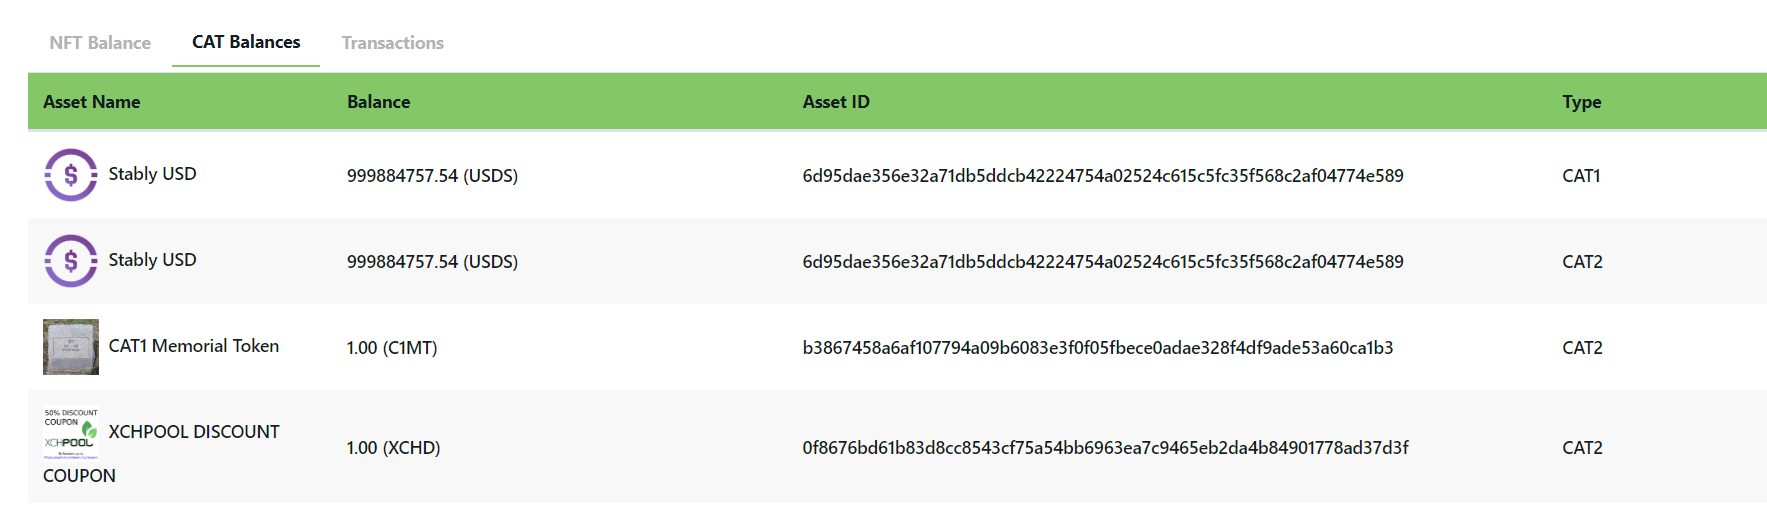 NFT Balance CAT Balances Transactions
Asset Name Balance Asset ID Type
Stably USD 999884757.54 (USDS) 6d95dae356e32a71db5ddcb42224754a02524c615c5fc35f568c2af04774e589 CAT1
Stably USD 999884757.54 (USDS) 6d95dae356e32a71db5ddcb42224754a02524c615c5fc35f568c2af04774e589 CAT2
CAT1 Memorial Token 1.00 (C1MT) b3867458a6af107794a09b6083e3f0f05fbece0adae328f4df9ade53a60ca1b3 CAT2
50% DISCOUNT
COUPON
XCHPOOL
XCHPOOL DISCOUNT
COUPON
1.00 (XCHD) 0f8676bd61b83d8cc8543cf75a54bb6963ea7c9465eb2da4b84901778ad37d3f CAT2